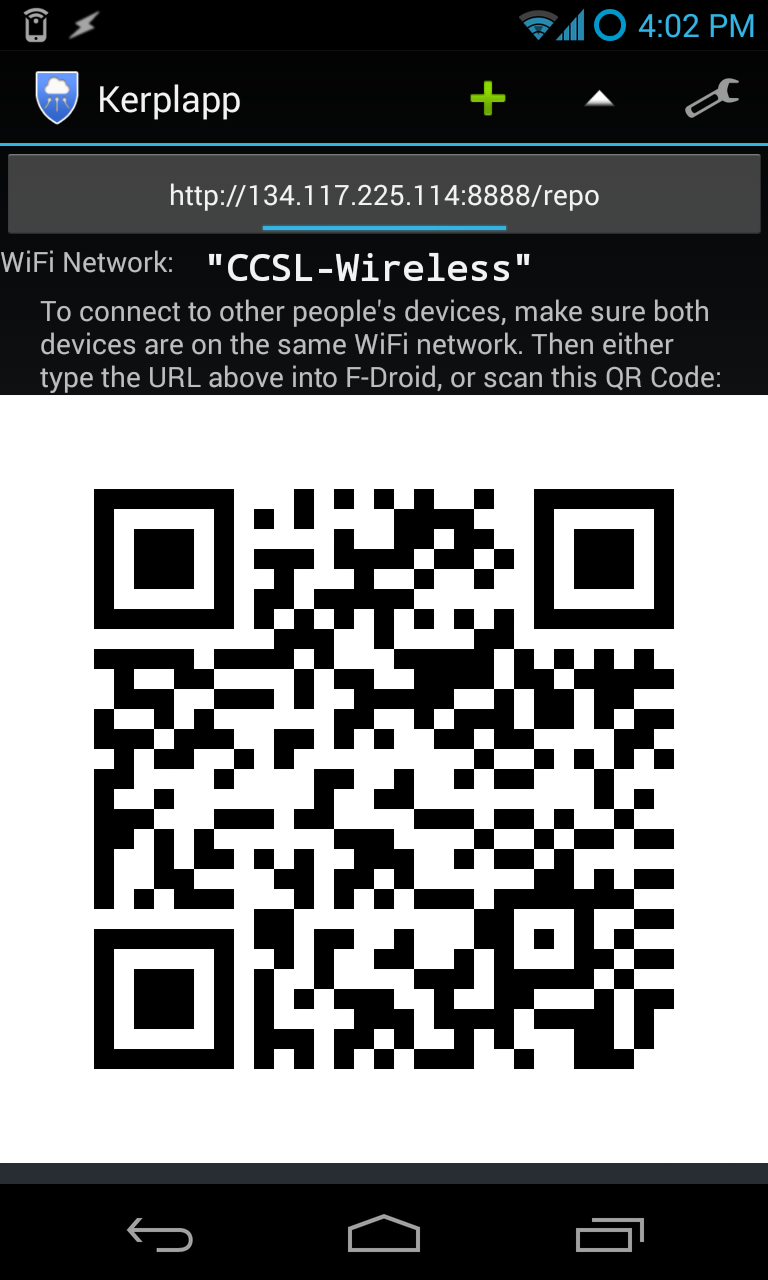 4:02 PM
Kerplapp
http://134.117.225.114:8888/repo
WiFi Network: "CCSL-Wireless"
To connect to other people's devices, make sure both
devices are on the same WiFi network. Then either
type the URL above into F-Droid, or scan this QR Code: